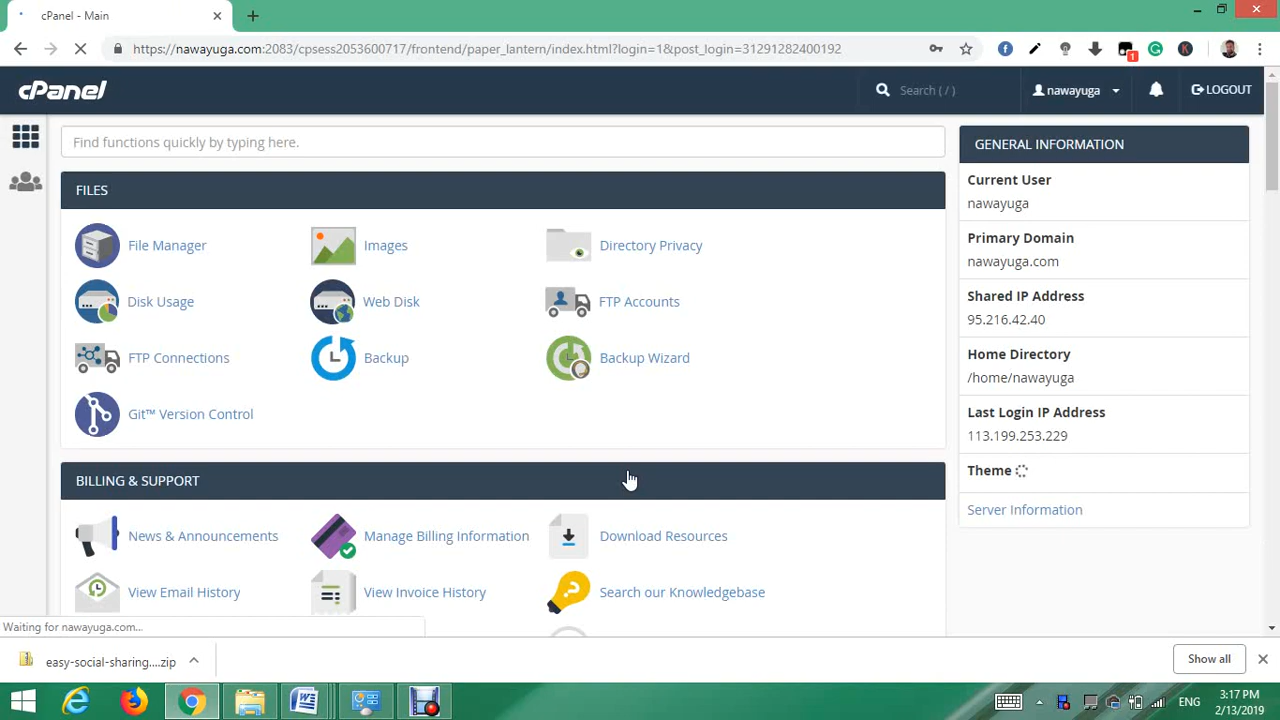 cPanel - Main
https://nawayuga.com:2083/cpsess2053600717/frontend/paper_lantern/index.html?login=1&post_login=31291282400192
1
cPanel
Search ( / )
nawayuga
LOGOUT
Find functions quickly by typing here.
FILES
File Manager
Images
Directory Privacy
Disk Usage
Web Disk
FTP Accounts
FTP Connections
Backup
Backup Wizard
Git™ Version Control
BILLING & SUPPORT
News & Announcements
Manage Billing Information
Download Resources
View Email History
View Invoice History
Search our Knowledgebase
GENERAL INFORMATION
Current User
nawayuga
Primary Domain
nawayuga.com
Shared IP Address
95.216.42.40
Home Directory
/home/nawayuga
Last Login IP Address
113.199.253.229
Theme
Server Information
Waiting for nawayuga.com...
easy-social-sharing....zip
Show all
ENG
3:17 PM
2/13/2019